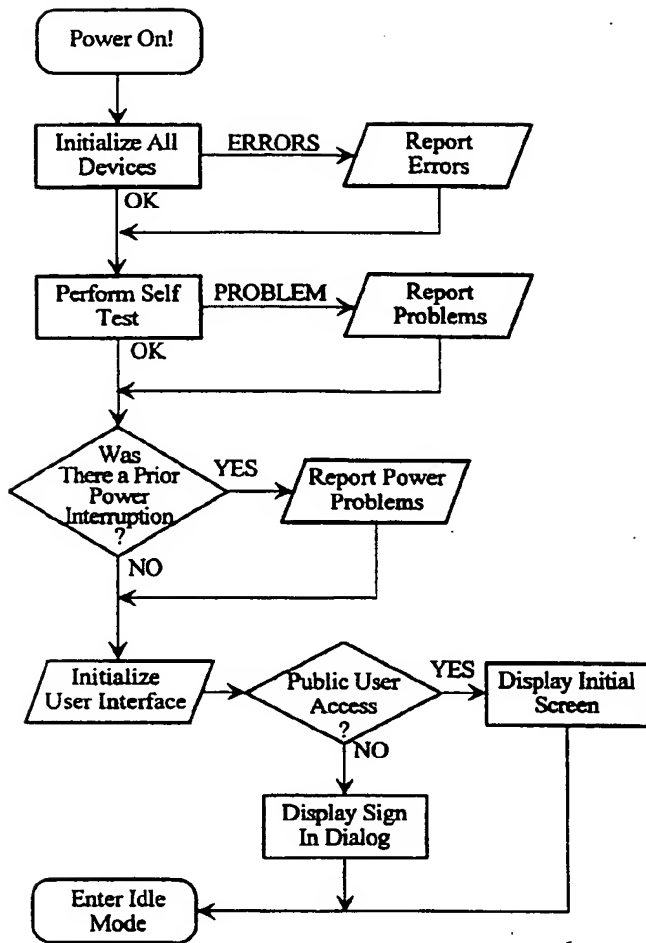 Power On!
Initialize All
Devices
ERRORS
Report
Errors
OK
Perform Self
Test
PROBLEM
Report
Problems
OK
Was
There a Prior
Power
Interruption
?
YES
Report Power
Problems
NO
Initialize
User Interface
Public User
Access
?
YES
Display Initial
Screen
NO
Display Sign
In Dialog
Enter Idle
Mode